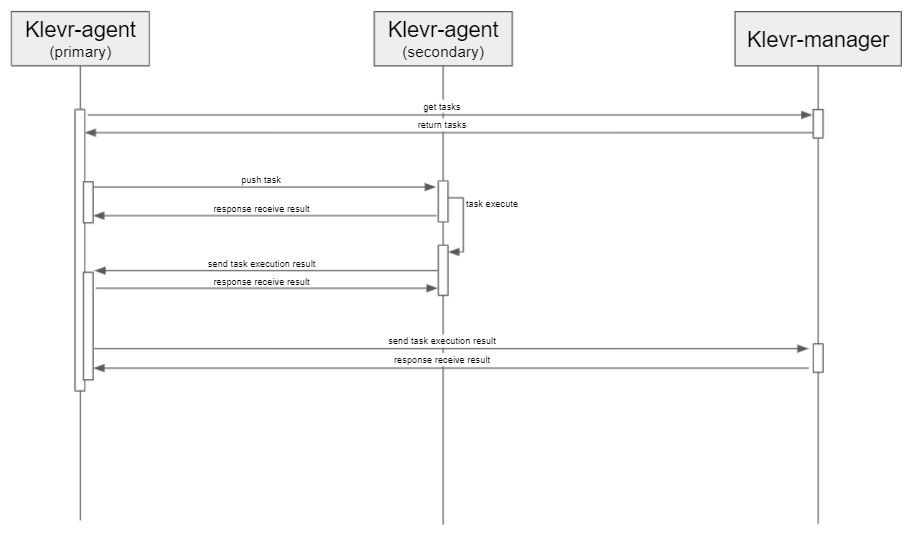 Klevr-agent
(primary)
Klevr-agent
(secondary)
Klevr-manager
get tasks
return tasks
push task
task execute
response receive result
send task execution result
response receive result
send task execution result
response receive result